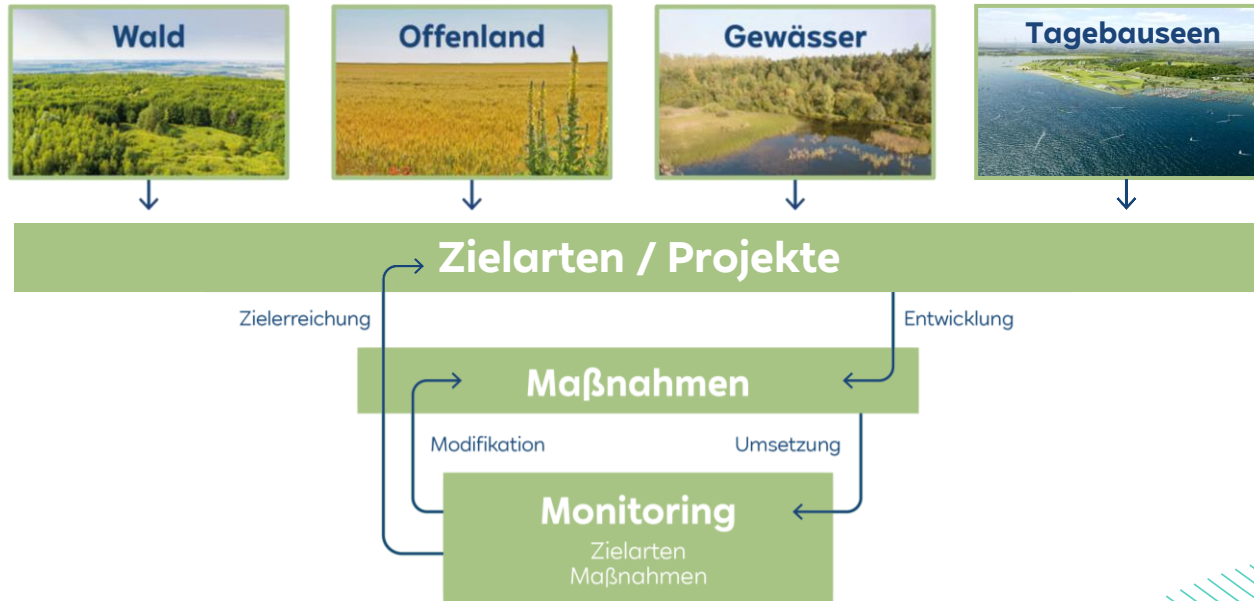 Wald
Offenland
Gewässer
Tagebauseen
Zielarten / Projekte
Zielerreichung
Entwicklung
Maßnahmen
Modifikation
Umsetzung
Monitoring
Zielarten
Maßnahmen